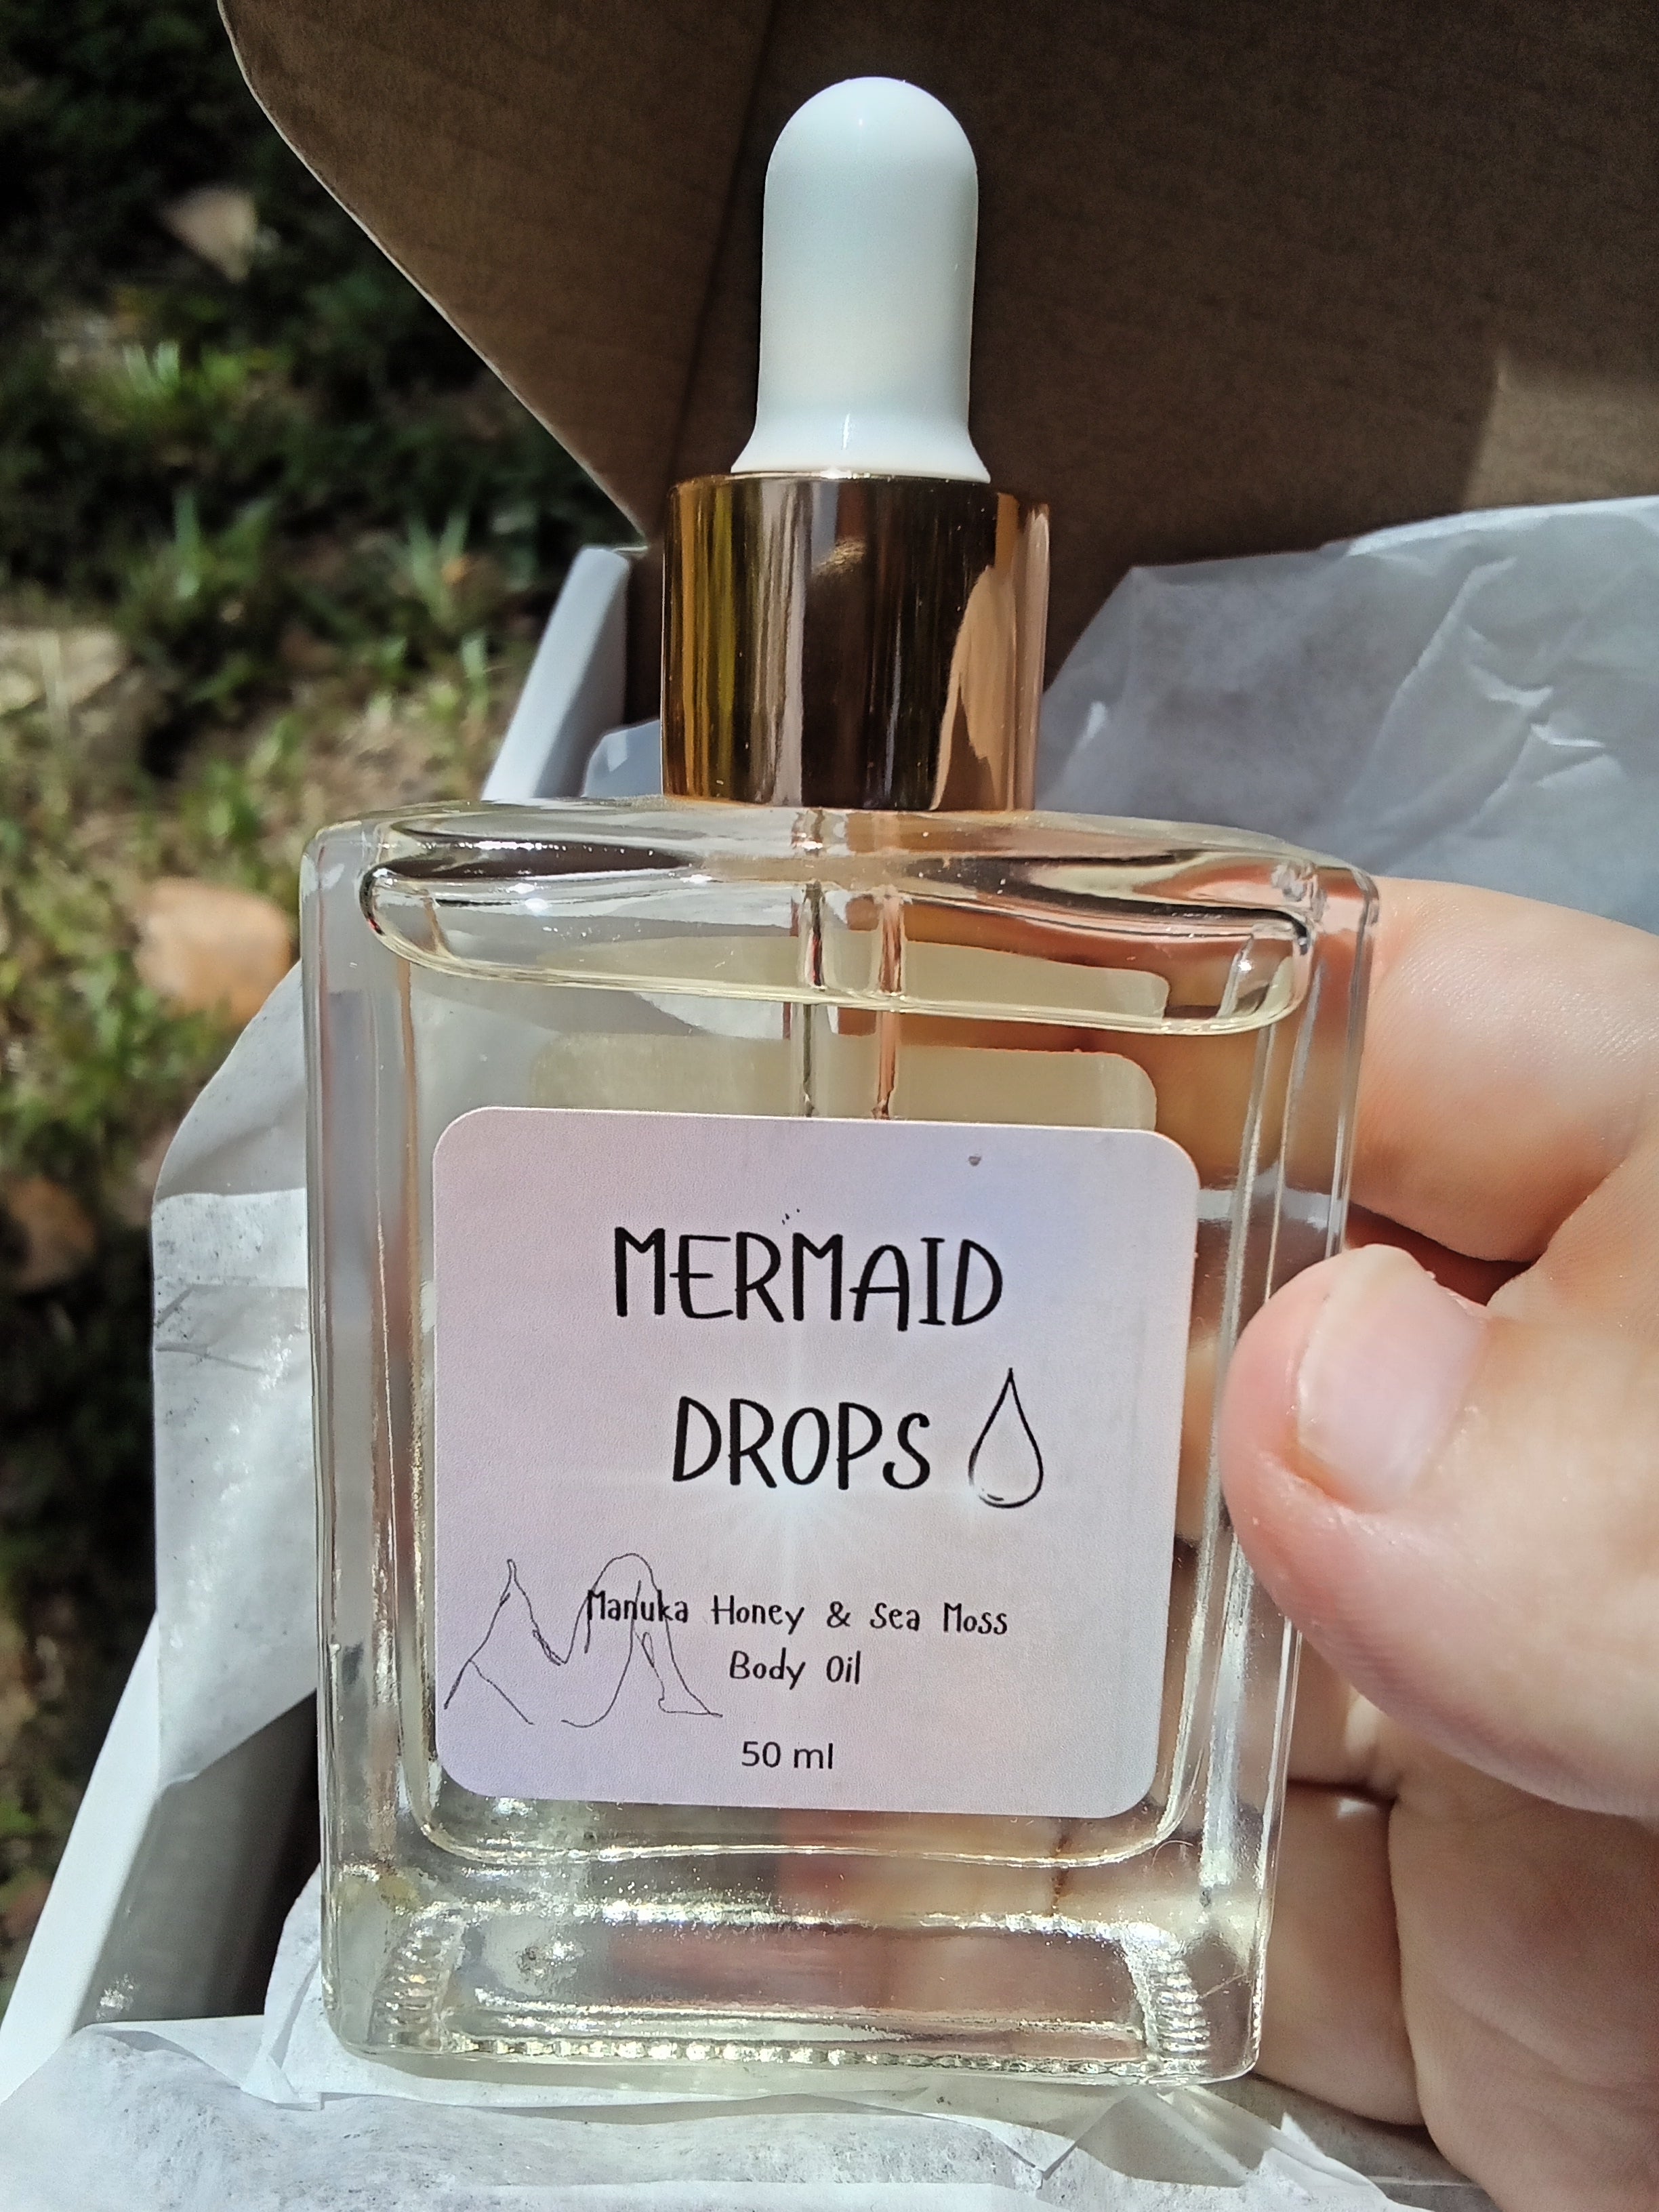 MERMAID
DROPS
Manuka Honey & Sea Moss
Body Oil
50 ml